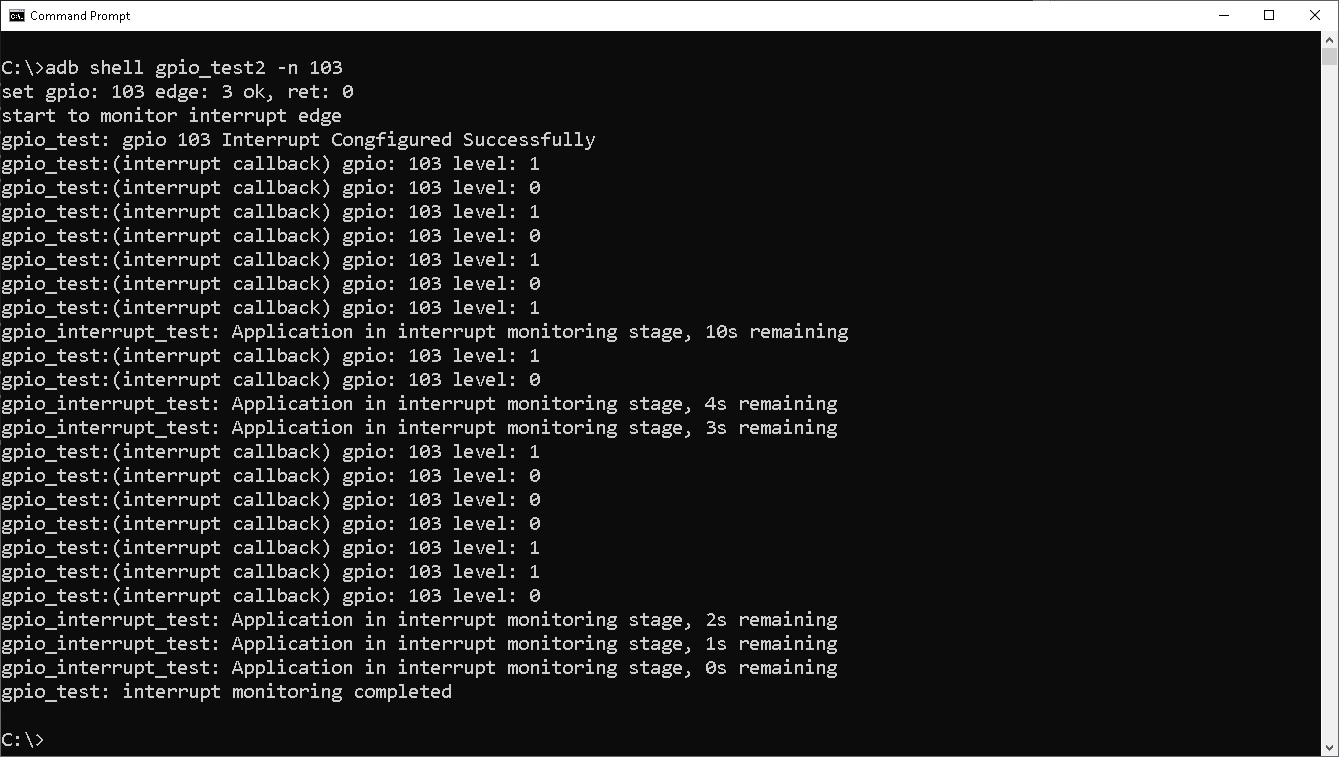 Command Prompt
C:\>adb shell gpio_test2 -n 103
set gpio: 103 edge: 3 ok, ret: 0
start to monitor interrupt edge
gpio_test: gpio 103 Interrupt Congfigured Successfully
gpio_test:(interrupt callback) gpio: 103 level: 1
gpio_test:(interrupt callback) gpio: 103 level: 0
gpio_test:(interrupt callback) gpio: 103 level: 1
gpio_test:(interrupt callback) gpio: 103 level: 0
gpio_test:(interrupt callback) gpio: 103 level: 1
gpio_test:(interrupt callback) gpio: 103 level: 0
gpio_test:(interrupt callback) gpio: 103 level: 1
gpio_interrupt_test: Application in interrupt monitoring stage, 10s remaining
gpio_test:(interrupt callback) gpio: 103 level: 1
gpio_test:(interrupt callback) gpio: 103 level: 0
gpio_interrupt_test: Application in interrupt monitoring stage, 4s remaining
gpio_interrupt_test: Application in interrupt monitoring stage, 3s remaining
gpio_test:(interrupt callback) gpio: 103 level: 1
gpio_test:(interrupt callback) gpio: 103 level: 0
gpio_test:(interrupt callback) gpio: 103 level: 0
gpio_test:(interrupt callback) gpio: 103 level: 0
gpio_test:(interrupt callback) gpio: 103 level: 1
gpio_test:(interrupt callback) gpio: 103 level: 1
gpio_test:(interrupt callback) gpio: 103 level: 0
gpio_interrupt_test: Application in interrupt monitoring stage, 2s remaining
gpio_interrupt_test: Application in interrupt monitoring stage, 1s remaining
gpio_interrupt_test: Application in interrupt monitoring stage, 0s remaining
gpio_test: interrupt monitoring completed
C:\>